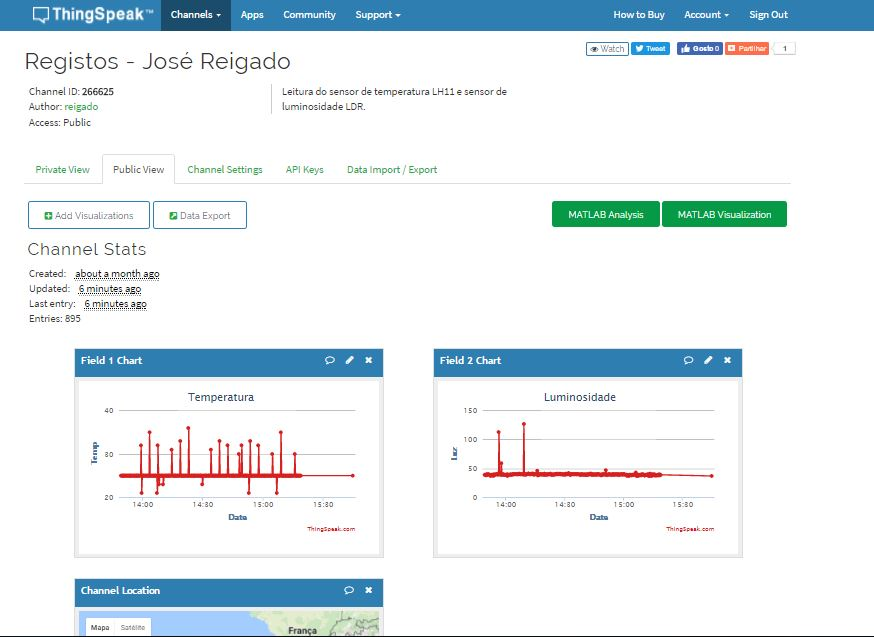 ThingSpeak™ Channels Apps Community Support How to Buy Account Sign Out
Registos - José Reigado
Watch Tweet Gosto 0 Partilhar 1
Channel ID: 266625
Author: reigado
Access: Public
Leitura do sensor de temperatura LH11 e sensor de
luminosidade LDR.
Private View Public View Channel Settings API Keys Data Import / Export
Add Visualizations Data Export MATLAB Analysis MATLAB Visualization
Channel Stats
Created: about a month ago
Updated: 6 minutes ago
Last entry: 6 minutes ago
Entries: 895
Field 1 Chart
Temperatura
40
30
20
Temp
14:00 14:30 15:00 15:30
Date
ThingSpeak.com
Field 2 Chart
Luminosidade
150
100
50
0
Luz
14:00 14:30 15:00 15:30
Date
ThingSpeak.com
Channel Location
Mapa Satélite
França